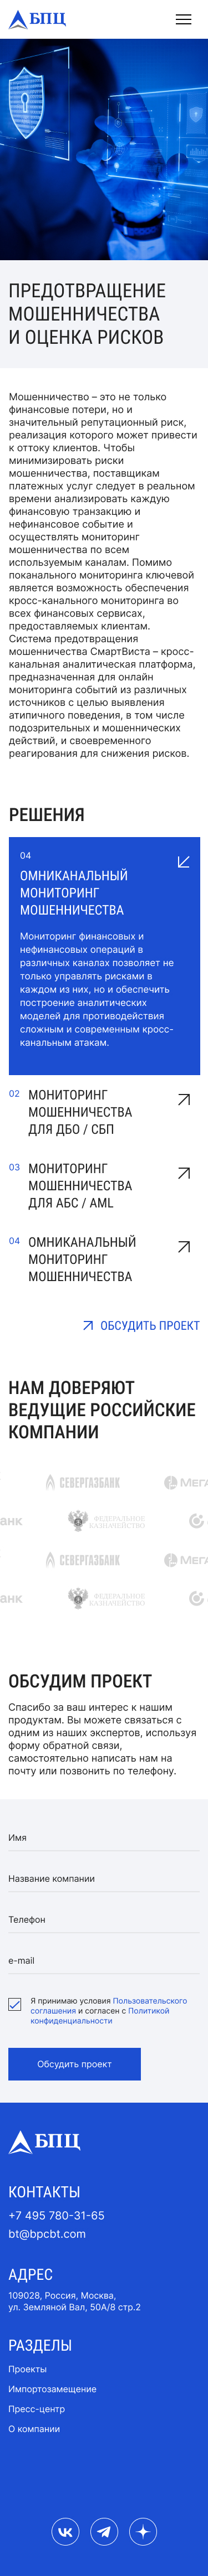 БПЦ
ПРЕДОТВРАЩЕНИЕ
МОШЕННИЧЕСТВА
И ОЦЕНКА РИСКОВ
Мошенничество – это не только
финансовые потери, но и
значительный репутационный риск,
реализация которого может привести
к оттоку клиентов. Чтобы
минимизировать риски
мошенничества, поставщикам
платежных услуг следует в реальном
времени анализировать каждую
финансовую транзакцию и
нефинансовое событие и
осуществлять мониторинг
мошенничества по всем
используемым каналам. Помимо
поканального мониторинга ключевой
является возможность обеспечения
кросс-канального мониторинга во
всех финансовых сервисах,
предоставляемых клиентам.
Система предотвращения
мошенничества СмартВиста – кросс-
канальная аналитическая платформа,
предназначенная для онлайн
мониторинга событий из различных
источников с целью выявления
атипичного поведения, в том числе
подозрительных и мошеннических
действий, и своевременного
реагирования для снижения рисков.
РЕШЕНИЯ
04
ОМНИКАНАЛЬНЫЙ
МОНИТОРИНГ
МОШЕННИЧЕСТВА
Мониторинг финансовых и
нефинансовых операций в
различных каналах позволяет не
только управлять рисками в
каждом из них, но и обеспечить
построение аналитических
моделей для противодействия
сложным и современным кросс-
канальным атакам.
02 МОНИТОРИНГ
МОШЕННИЧЕСТВА
ДЛЯ ДБО / СБП
03 МОНИТОРИНГ
МОШЕННИЧЕСТВА
ДЛЯ АБС / AML
04 ОМНИКАНАЛЬНЫЙ
МОНИТОРИНГ
МОШЕННИЧЕСТВА
ОБСУДИТЬ ПРОЕКТ
НАМ ДОВЕРЯЮТ
ВЕДУЩИЕ РОССИЙСКИЕ
КОМПАНИИ
СЕВЕРГАЗБАНК МЕГА
анк ФЕДЕРАЛЬНОЕ
КАЗНАЧЕЙСТВО
СЕВЕРГАЗБАНК МЕГА
анк ФЕДЕРАЛЬНОЕ
КАЗНАЧЕЙСТВО
ОБСУДИМ ПРОЕКТ
Спасибо за ваш интерес к нашим
продуктам. Вы можете связаться с
одним из наших экспертов, используя
форму обратной связи,
самостоятельно написать нам на
почту или позвонить по телефону.
Имя
Название компании
Телефон
e-mail
Я принимаю условия Пользовательского
соглашения и согласен с Политикой
конфиденциальности
Обсудить проект
БПЦ
КОНТАКТЫ
+7 495 780-31-65
bt@bpcbt.com
АДРЕС
109028, Россия, Москва,
ул. Земляной Вал, 50А/8 стр.2
РАЗДЕЛЫ
Проекты
Импортозамещение
Пресс-центр
О компании